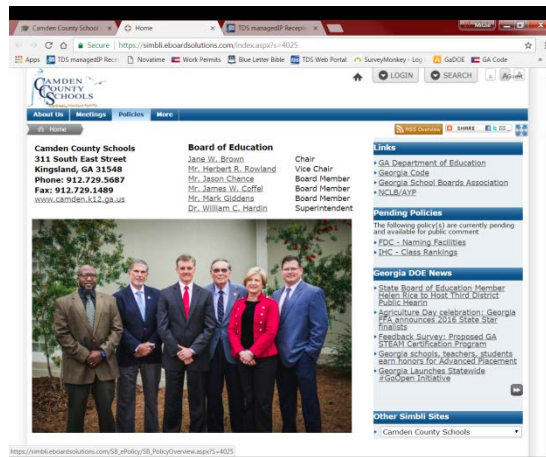 Camden County School
Home
TDS managedIP Recepti
Secure
https://simbli.eboardsolutions.com/index.aspx?s=4025
Apps
TDS managedIP Rece
Novatime
Work Permits
Blue Letter Bible
TDS Web Portal
SurveyMonkey - Log
GaDOE
GA Code
CAMDEN
COUNTY
SCHOOLS
LOGIN
SEARCH
About Us
Meetings
Policies
More
Home
RSS Overview
SHARE
Camden County Schools
311 South East Street
Kingsland, GA 31548
Phone: 912.729.5687
Fax: 912.729.1489
www.camden.k12.ga.us
Board of Education
Jane W. Brown Chair
Mr. Herbert R. Rowland Vice Chair
Mr. Jason Chance Board Member
Mr. James W. Coffel Board Member
Mr. Mark Giddens Board Member
Dr. William C. Hardin Superintendent
Links
GA Department of Education
Georgia Code
Georgia School Boards Association
NCLB/AYP
Pending Policies
The following policy(s) are currently pending
and available for public comment
FDC - Naming Facilities
IHC - Class Rankings
Georgia DOE News
State Board of Education Member
Helen Rice to Host Third District
Public Hearin
Agriculture Day celebration: Georgia
FFA announces 2016 State Star
finalists
Feedback Survey: Proposed GA
STEAM Certification Program
Georgia schools, teachers, students
earn honors for Advanced Placement
Georgia Launches Statewide
#GoOpen Initiative
Other Simbli Sites
Camden County Schools
https://simbli.eboardsolutions.com/SB_ePolicy/SB_PolicyOverview.aspx?S=4025